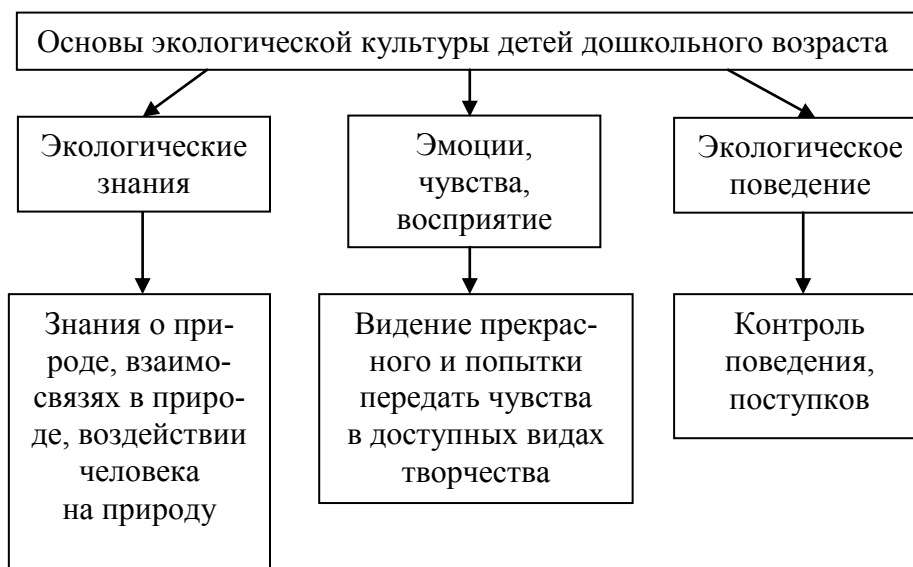 Основы экологической культуры детей дошкольного возраста
Экологические
знания
Эмоции,
чувства,
восприятие
Экологическое
поведение
Знания о при-
роде, взаимо-
связях в приро-
де, воздействии
человека
на природу
Видение прекрас-
ного и попытки
передать чувства
в доступных видах
творчества
Контроль
поведения,
поступков